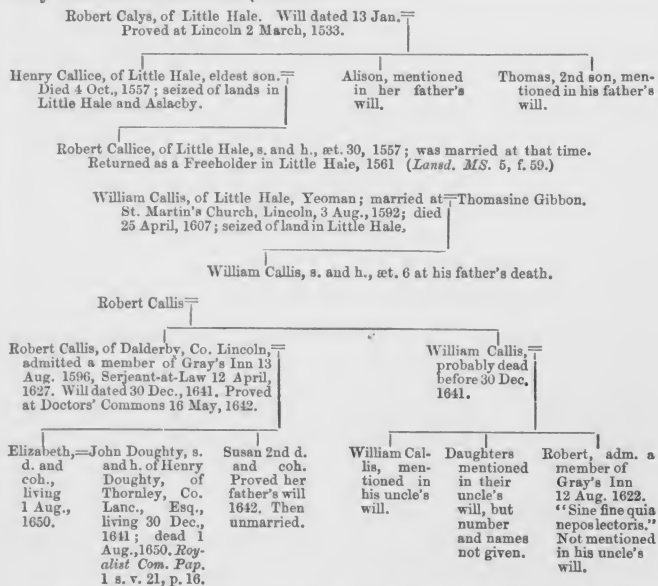 Robert Calys, of Little Hale. Will dated 13 Jan.
Proved at Lincoln 2 March, 1533.
Henry Callice, of Little Hale, eldest son.
Died 4 Oct., 1557; seized of lands in
Little Hale and Aslacby.
Alison, mentioned
in her father's
will.
Thomas, 2nd son, men-
tioned in his father's
will.
Robert Callice, of Little Hale, s. and h., æt. 30, 1557; was married at that time.
Returned as a Freeholder in Little Hale, 1561 (Lansd. MS. 5, f. 59.)
William Callis, of Little Hale, Yeoman; married at
St. Martin's Church, Lincoln, 3 Aug., 1592; died
25 April, 1607; seized of land in Little Hale,
Thomasine Gibbon.
William Callis, s. and h., æt. 6 at his father's death.
Robert Callis
Robert Callis, of Dalderby, Co. Lincoln,
admitted a member of Gray's Inn 13
Aug. 1596, Serjeant-at-Law 12 April,
1627. Will dated 30 Dec., 1641. Proved
at Doctors' Commons 16 May, 1642.
William Callis,
probably dead
before 30 Dec.
1641.
Elizabeth,
d. and
coh.,
living
1 Aug.,
1650.
John Doughty, s.
and h. of Henry
Doughty, of
Thornley, Co.
Lanc., Esq.,
living 30 Dec.,
1641; dead 1
Aug., 1650. Roy-
alist Com. Pap.
1 s. v. 21, p. 16.
Susan 2nd d.
and coh.
Proved her
father's will
1642. Then
unmarried.
William Cal-
lis, men-
tioned in
his uncle's
will.
Daughters
mentioned
in their
uncle's
will, but
number
and names
not given.
Robert, adm. a
member of
Gray's Inn
12 Aug. 1622.
"Sine fine quia
nepos lectoris."
Not mentioned
in his uncle's
will.